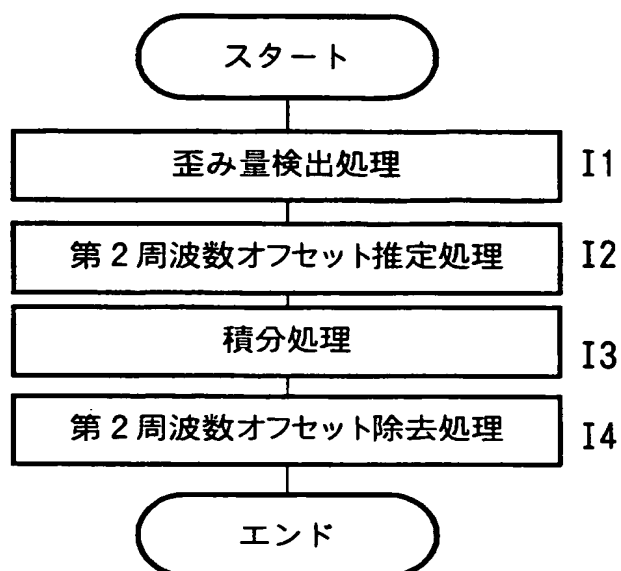 スタート
歪み量検出処理 I1
第2周波数オフセット推定処理 I2
積分処理 I3
第2周波数オフセット除去処理 I4
エンド